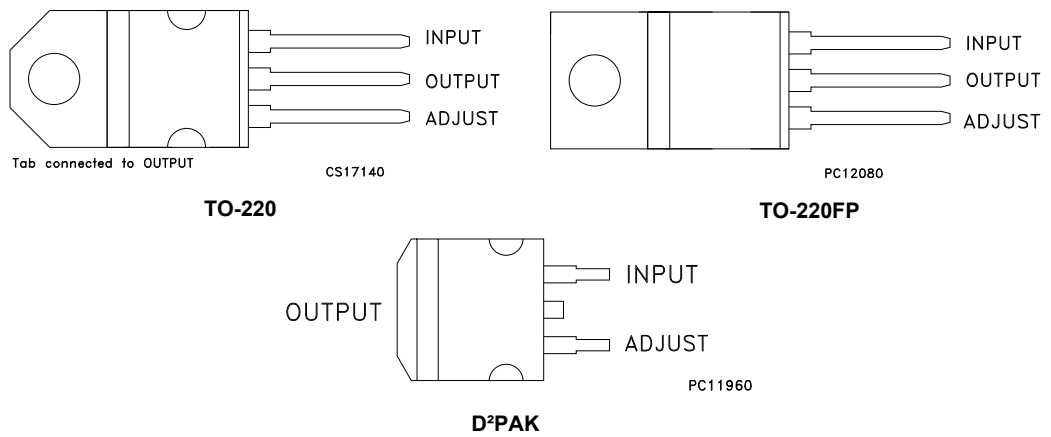 INPUT
OUTPUT
ADJUST
Tab connected to OUTPUT
CS17140
TO-220
INPUT
OUTPUT
ADJUST
PC12080
TO-220FP
OUTPUT
INPUT
ADJUST
PC11960
D²PAK